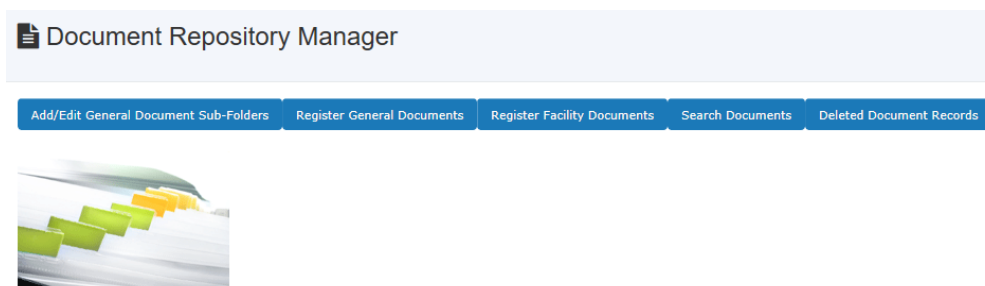 Document Repository Manager
Add/Edit General Document Sub-Folders Register General Documents Register Facility Documents Search Documents Deleted Document Records